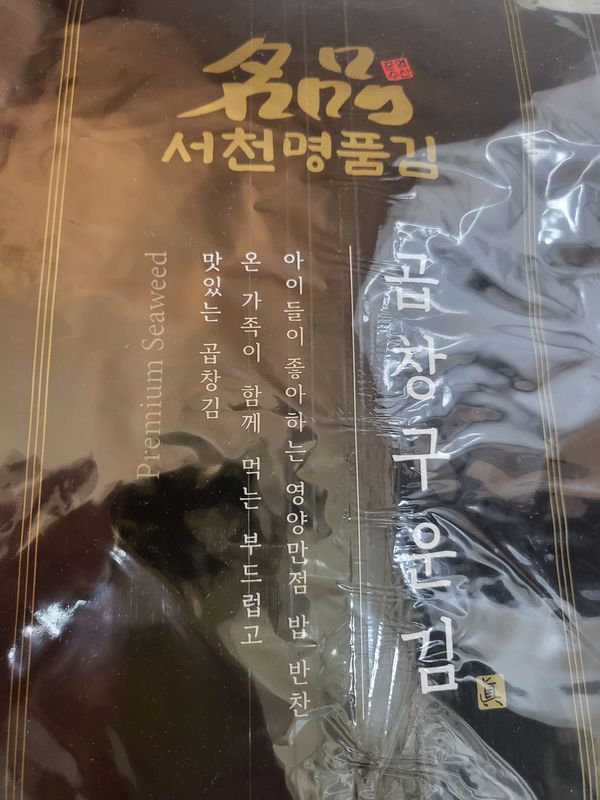 名品
서천명품김
곱창구운김
眞
아이들이 좋아하는 영양만점 밥 반찬
온 가족이 함께 먹는 부드럽고
맛있는 곱창김
Premium Seaweed